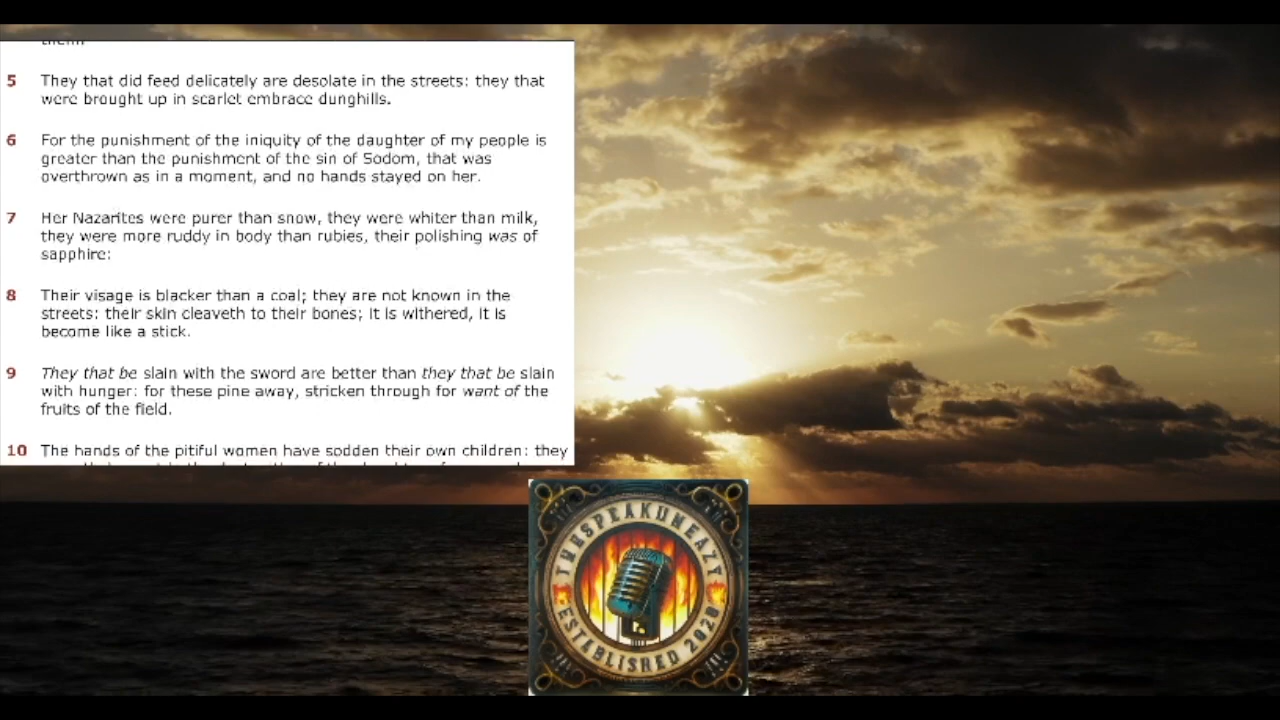 5 They that did feed delicately are desolate in the streets: they that
were brought up in scarlet embrace dunghills.
6 For the punishment of the iniquity of the daughter of my people is
greater than the punishment of the sin of Sodom, that was
overthrown as in a moment, and no hands stayed on her.
7 Her Nazarites were purer than snow, they were whiter than milk,
they were more ruddy in body than rubies, their polishing was of
sapphire:
8 Their visage is blacker than a coal; they are not known in the
streets: their skin cleaveth to their bones; it is withered, it is
become like a stick.
9 They that be slain with the sword are better than they that be slain
with hunger: for these pine away, stricken through for want of the
fruits of the field.
10 The hands of the pitiful women have sodden their own children: they
THESPEAKUNEAZY
ESTABLISHED 2020